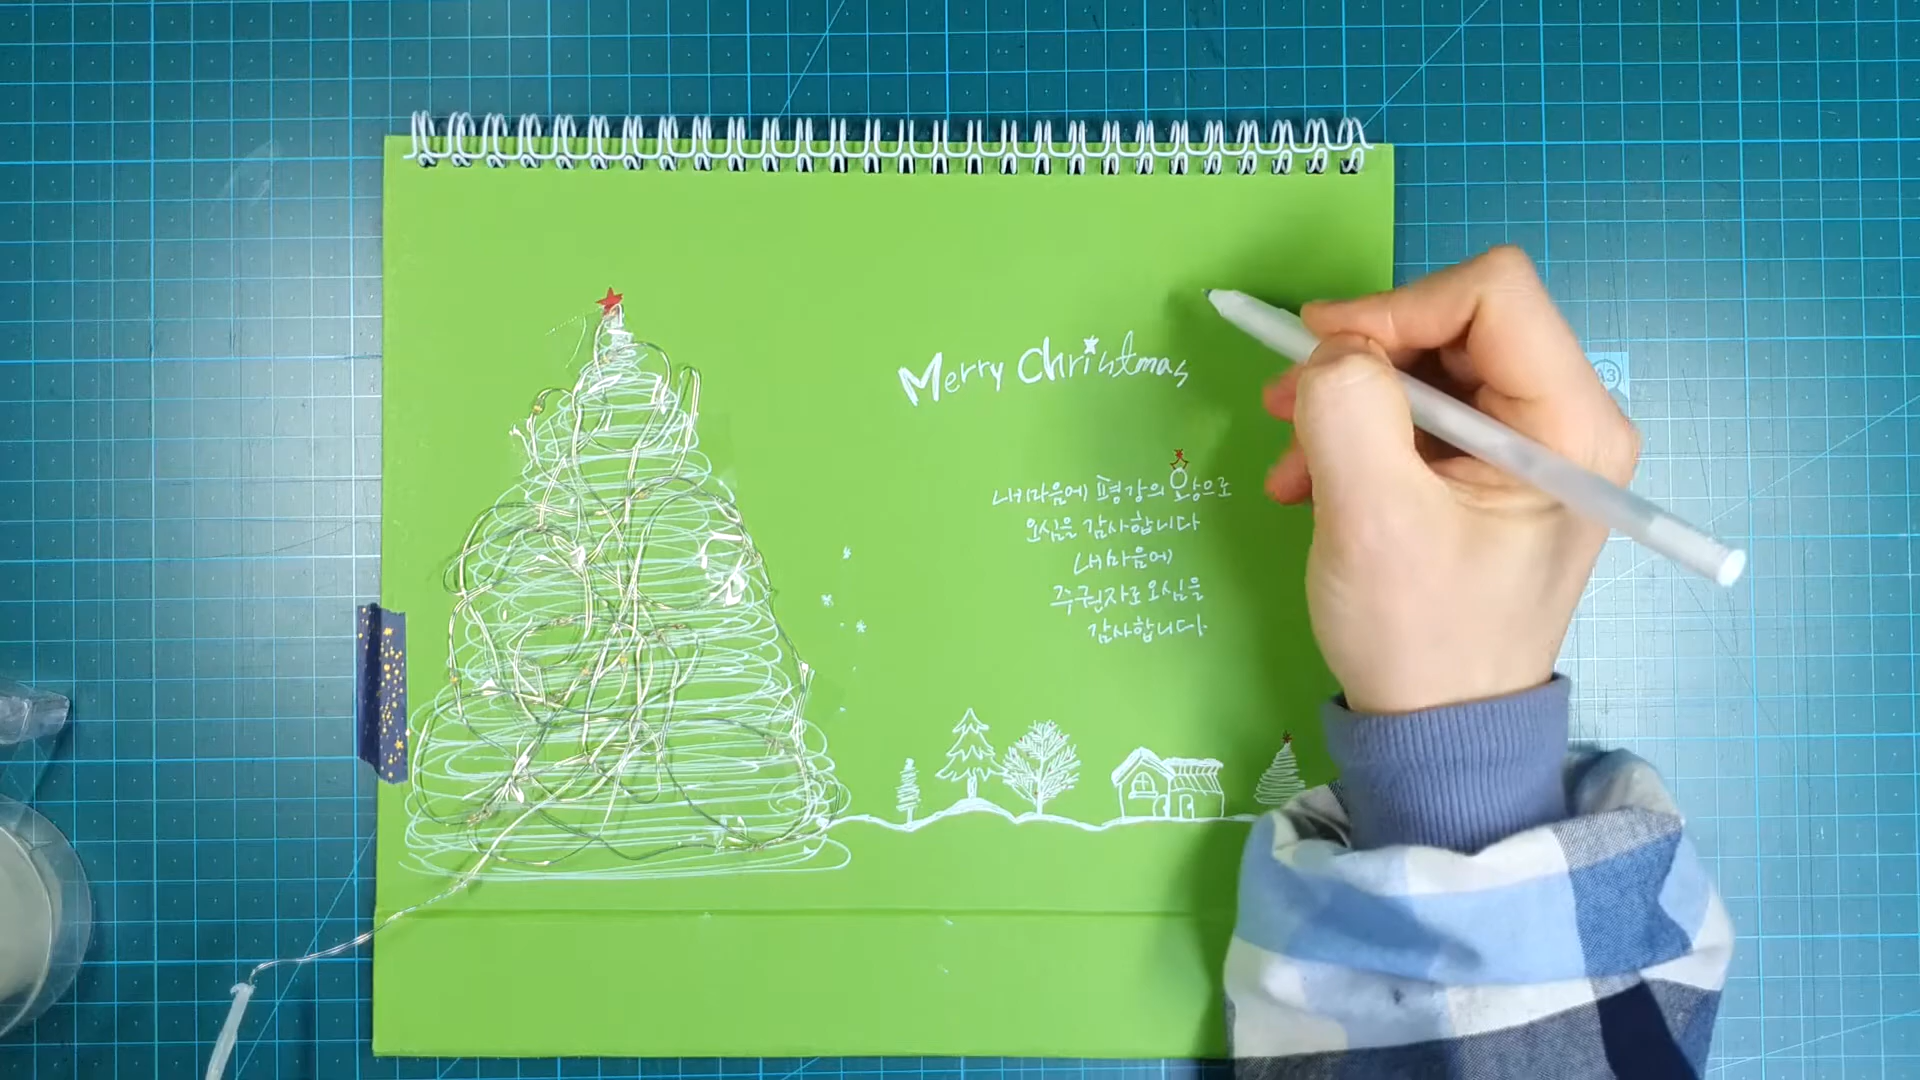 Merry Christmas
내마음에 평강의 왕으로
오심을 감사합니다
내마음에
주권자로 오심을
감사합니다
A3